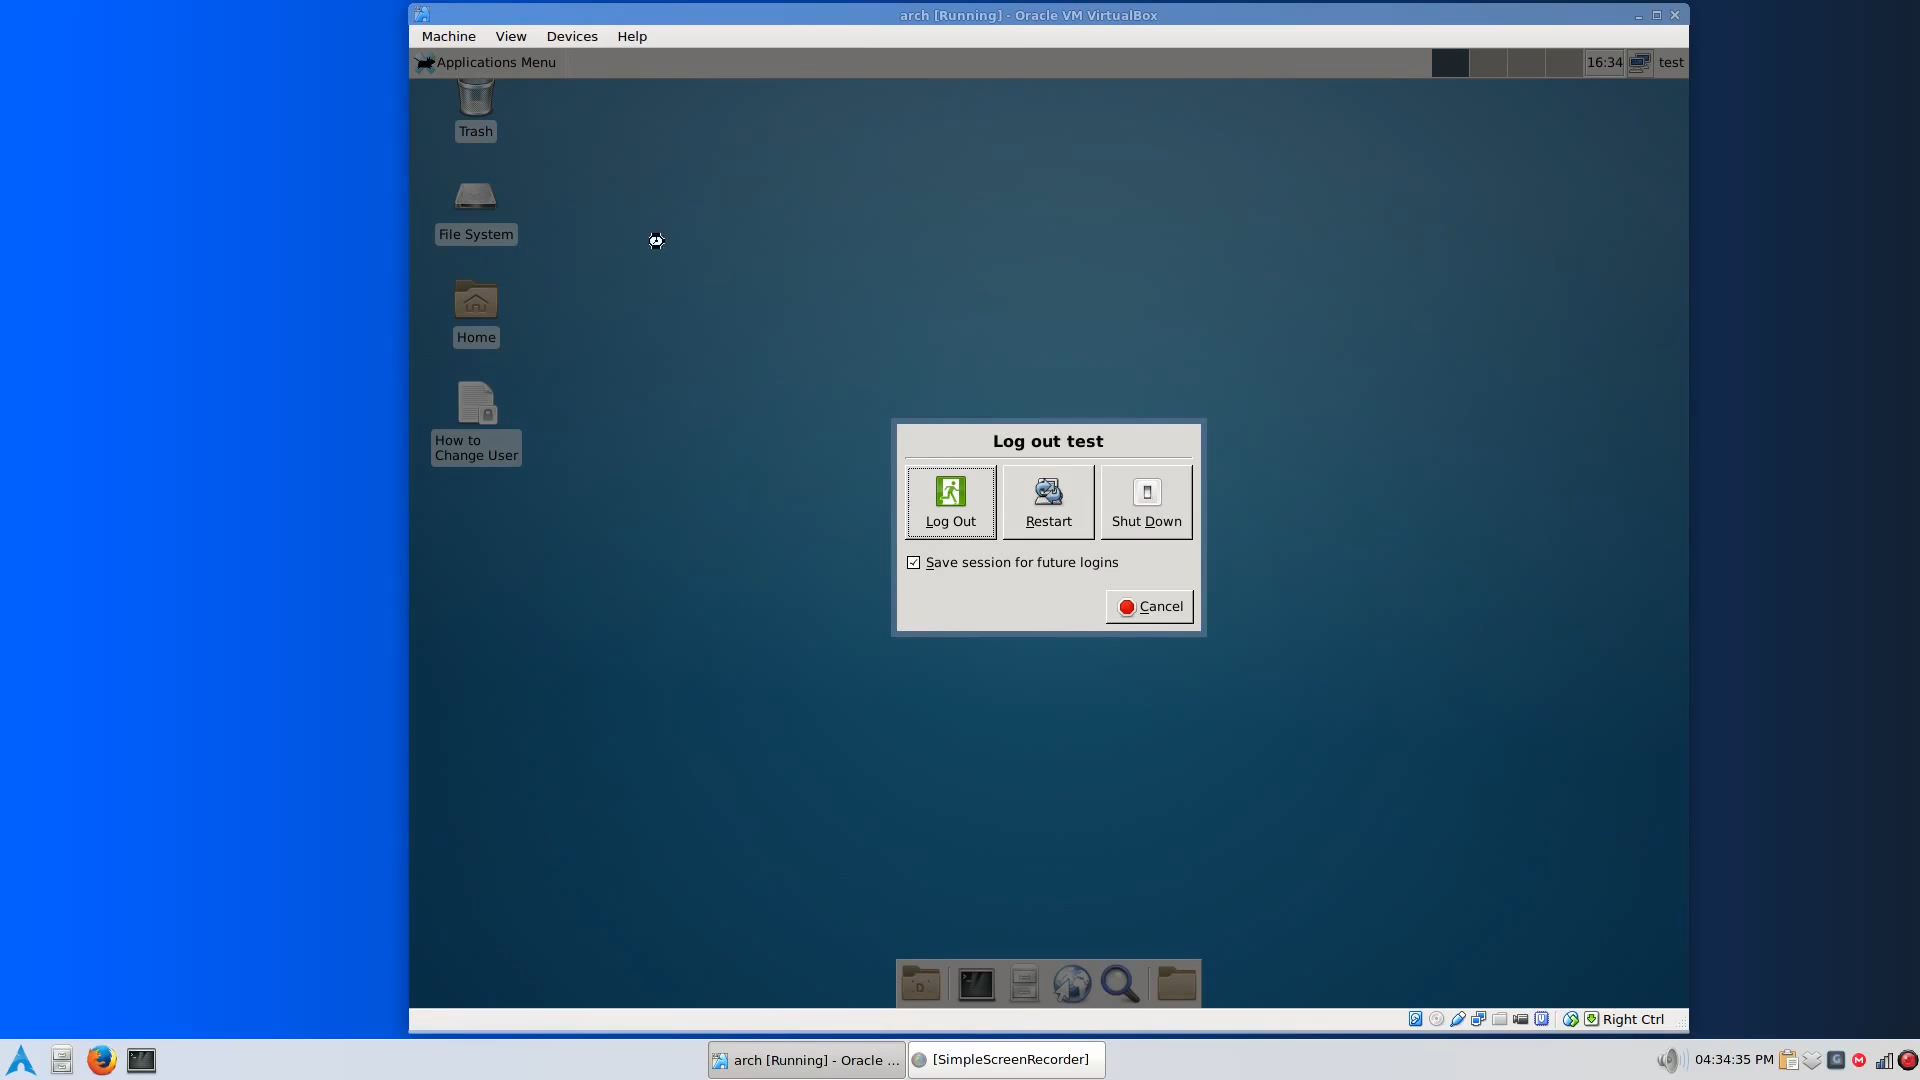 arch [Running] - Oracle VM VirtualBox
Machine View Devices Help
Applications Menu
16:34
test
Trash
File System
Home
How to
Change User
Log out test
Log Out
Restart
Shut Down
Save session for future logins
Cancel
Right Ctrl
arch [Running] - Oracle ...
[SimpleScreenRecorder]
04:34:35 PM